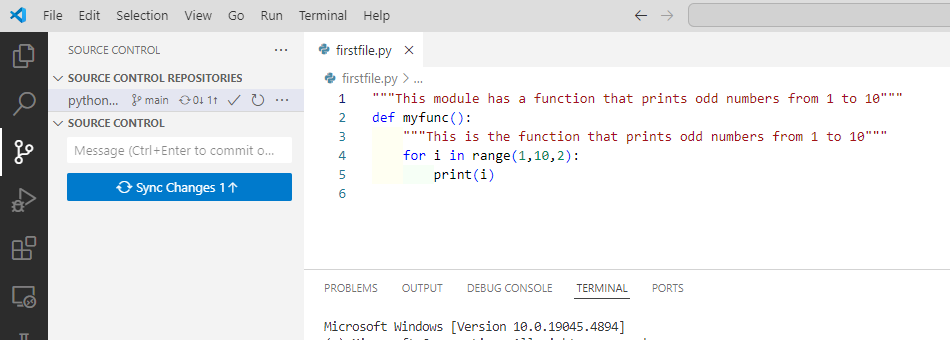 File Edit Selection View Go Run Terminal Help
SOURCE CONTROL ...
SOURCE CONTROL REPOSITORIES
python... main 0↓ 1↑ ...
SOURCE CONTROL
Message (Ctrl+Enter to commit o...
Sync Changes 1↑
firstfile.py
firstfile.py > ...
1 """This module has a function that prints odd numbers from 1 to 10"""
2 def myfunc():
3 """This is the function that prints odd numbers from 1 to 10"""
4 for i in range(1,10,2):
5 print(i)
6
PROBLEMS OUTPUT DEBUG CONSOLE TERMINAL PORTS
Microsoft Windows [Version 10.0.19045.4894]